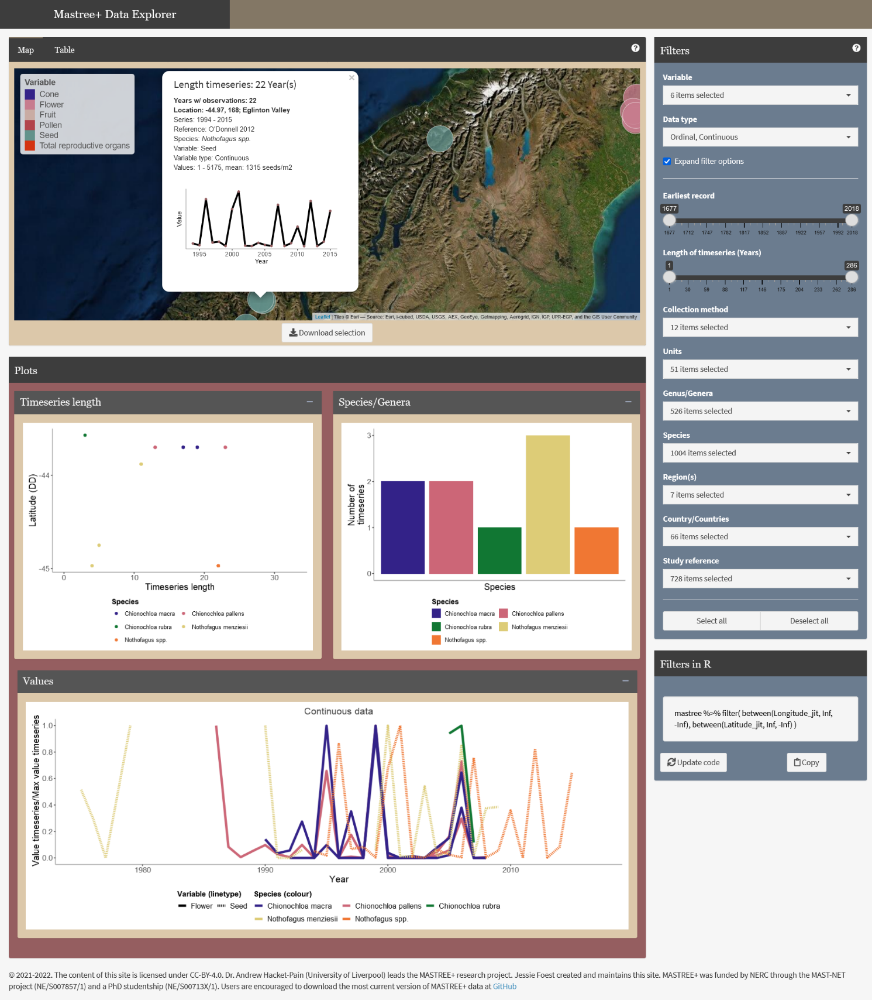 Mastree+ Data Explorer
Map
Table
Variable
Cone
Flower
Fruit
Pollen
Seed
Total reproductive organs
×
Length timeseries: 22 Year(s)
Years w/ observations: 22
Location: -44.97, 168; Eglinton Valley
Series: 1994 - 2015
Reference: O'Donnell 2012
Species: Nothofagus spp.
Variable: Seed
Variable type: Continuous
Values: 1 - 5175, mean: 1315 seeds/m2
Value
1995 2000 2005 2010 2015
Year
Leaflet | Tiles © Esri — Source: Esri, i-cubed, USDA, USGS, AEX, GeoEye, Getmapping, Aerogrid, IGN, IGP, UPR-EGP, and the GIS User Community
Download selection
Plots
Timeseries length
Latitude (DD)
-44
-45
0 10 20 30
Timeseries length
Species
Chionochloa macra
Chionochloa pallens
Chionochloa rubra
Nothofagus menziesii
Nothofagus spp.
Species/Genera
Number of
timeseries
3
2
1
0
Species
Species
Chionochloa macra
Chionochloa pallens
Chionochloa rubra
Nothofagus menziesii
Nothofagus spp.
Values
Continuous data
Value timeseries/Max value timeseries
1.0
0.8
0.6
0.4
0.2
0.0
1980 1990 2000 2010
Year
Variable (linetype) Species (colour)
Flower Seed Chionochloa macra Chionochloa pallens Chionochloa rubra
Nothofagus menziesii Nothofagus spp.
Filters
Variable
6 items selected
Data type
Ordinal, Continuous
Expand filter options
Earliest record
1677 2018
1677 1712 1747 1782 1817 1852 1887 1922 1957 1992 2018
Length of timeseries (Years)
1 286
1 30 59 88 117 146 175 204 233 262 286
Collection method
12 items selected
Units
51 items selected
Genus/Genera
526 items selected
Species
1004 items selected
Region(s)
7 items selected
Country/Countries
66 items selected
Study reference
728 items selected
Select all
Deselect all
Filters in R
mastree %>% filter( between(Longitude_jit, Inf,
-Inf), between(Latitude_jit, Inf, -Inf) )
Update code
Copy
© 2021-2022. The content of this site is licensed under CC-BY-4.0. Dr. Andrew Hacket-Pain (University of Liverpool) leads the MASTREE+ research project. Jessie Foest created and maintains this site. MASTREE+ was funded by NERC through the MAST-NET
project (NE/S007857/1) and a PhD studentship (NE/S00713X/1). Users are encouraged to download the most current version of MASTREE+ data at GitHub